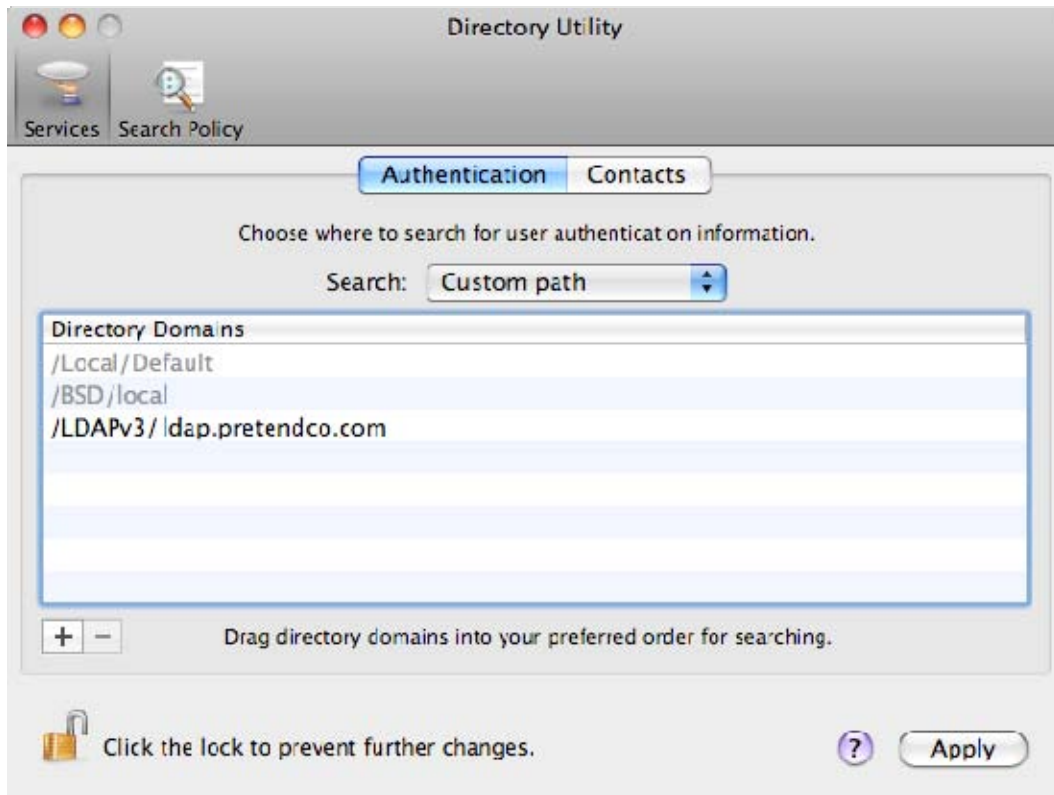 Directory Utility
Services Search Policy
Authentication Contacts
Choose where to search for user authentication information.
Search: Custom path
Directory Domains
/Local/Default
/BSD/local
/LDAPv3/ ldap.pretendco.com
+ − Drag directory domains into your preferred order for searching.
Click the lock to prevent further changes.
? Apply